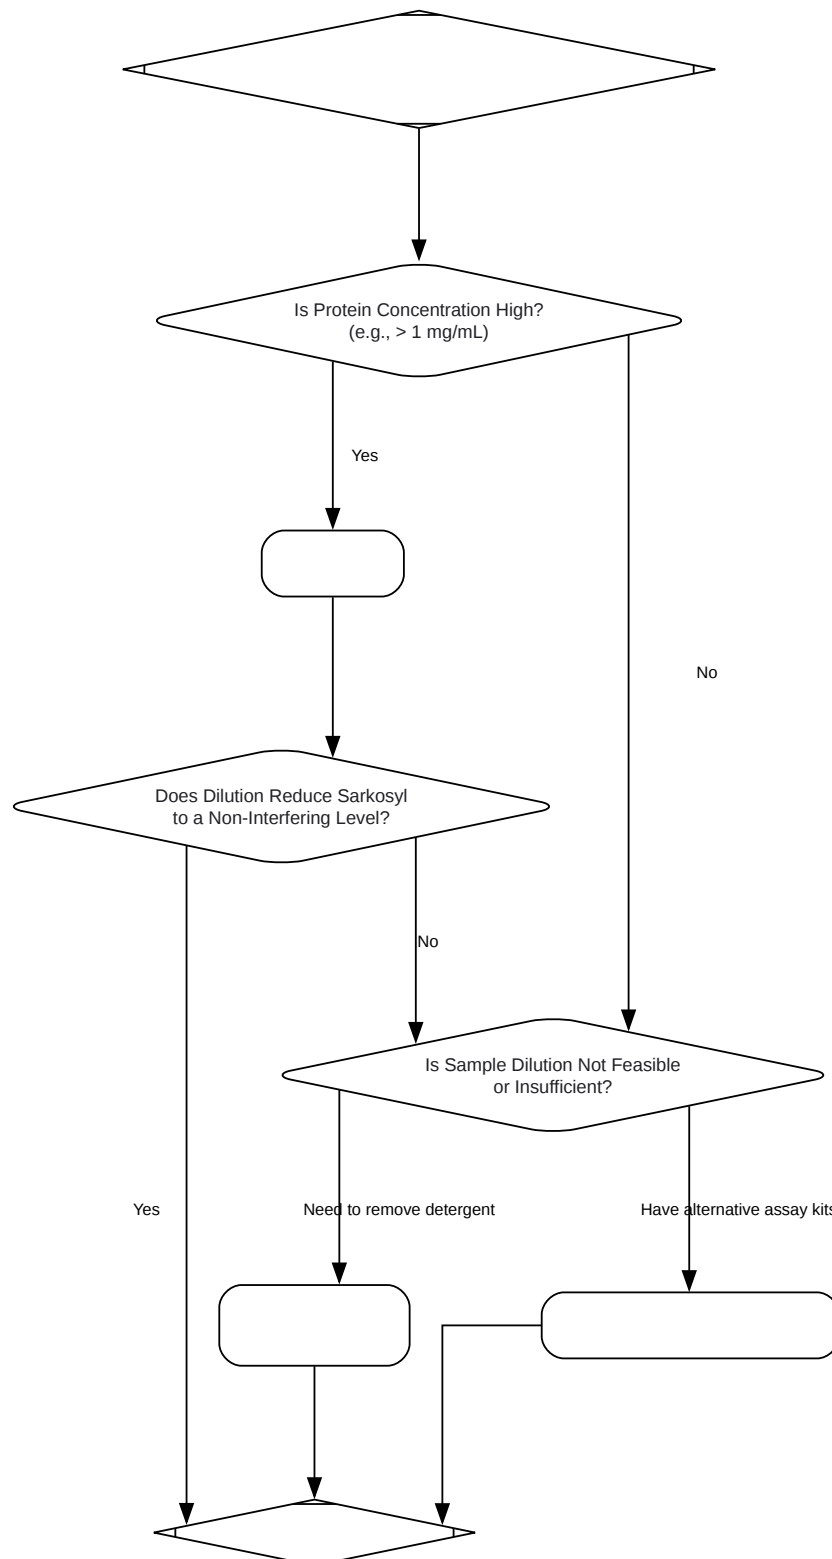 Is Protein Concentration High?
(e.g., > 1 mg/mL)
Yes
No
Does Dilution Reduce Sarkosyl
to a Non-Interfering Level?
No
Is Sample Dilution Not Feasible
or Insufficient?
Yes
Need to remove detergent
Have alternative assay kits